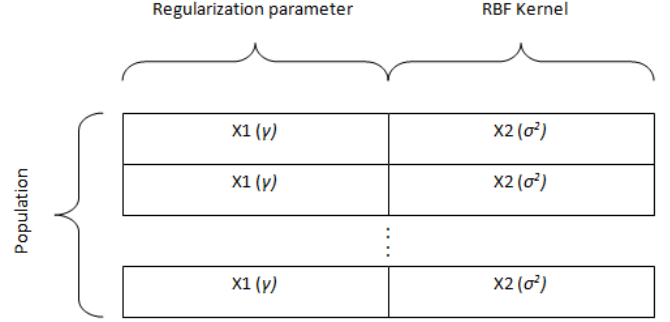 Regularization parameter RBF Kernel
X1 (γ) X2 (σ²)
X1 (γ) X2 (σ²)
X1 (γ) X2 (σ²)
Population